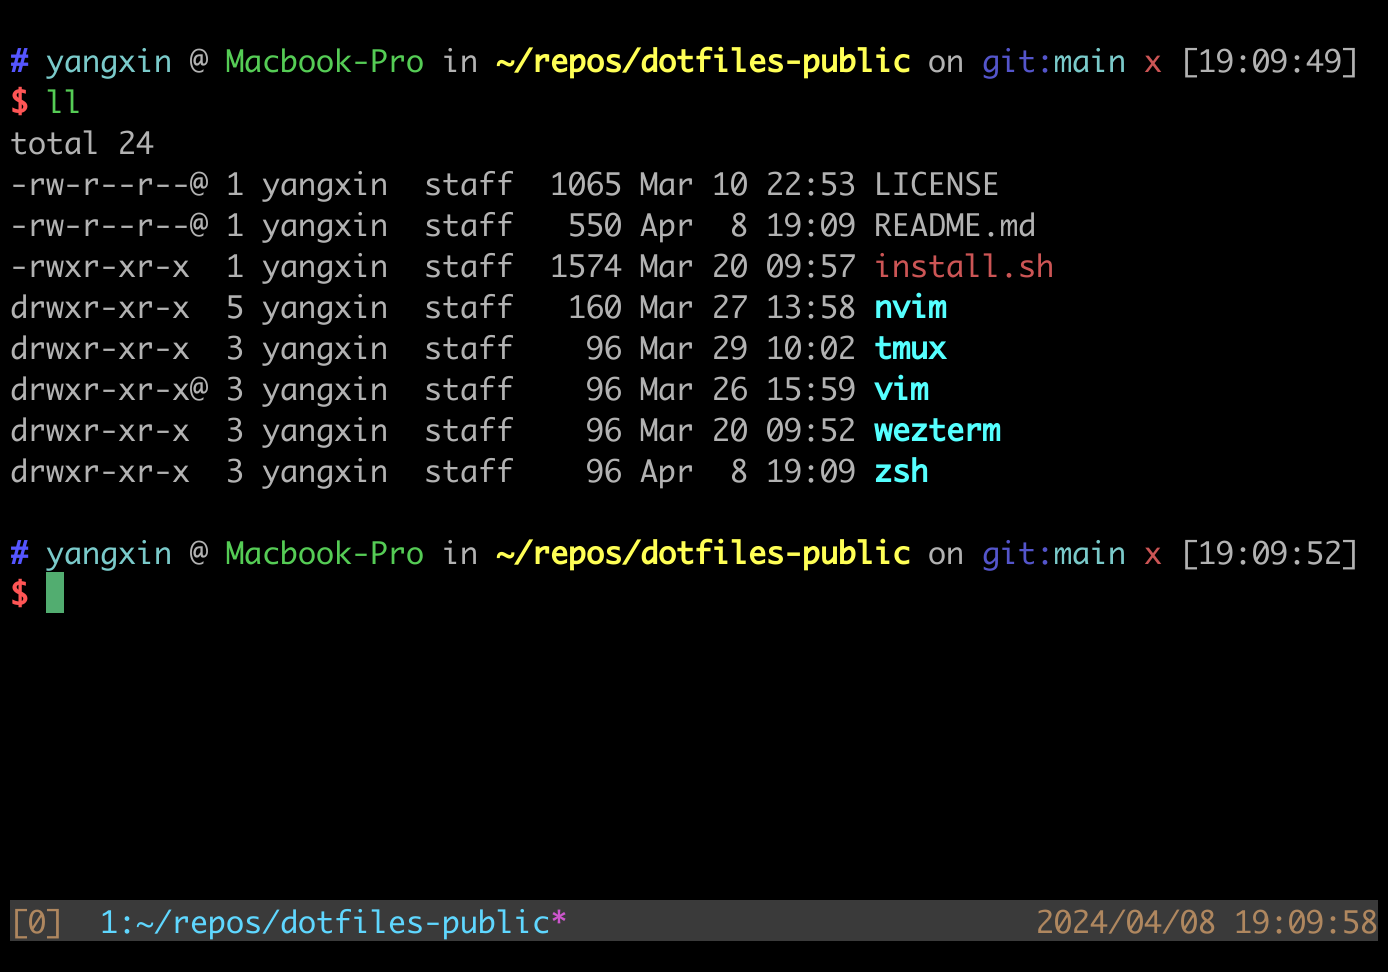 # yangxin @ Macbook-Pro in ~/repos/dotfiles-public on git:main x [19:09:49]
$ ll
total 24
-rw-r--r--@ 1 yangxin  staff  1065 Mar 10 22:53 LICENSE
-rw-r--r--@ 1 yangxin  staff   550 Apr  8 19:09 README.md
-rwxr-xr-x  1 yangxin  staff  1574 Mar 20 09:57 install.sh
drwxr-xr-x  5 yangxin  staff   160 Mar 27 13:58 nvim
drwxr-xr-x  3 yangxin  staff    96 Mar 29 10:02 tmux
drwxr-xr-x@ 3 yangxin  staff    96 Mar 26 15:59 vim
drwxr-xr-x  3 yangxin  staff    96 Mar 20 09:52 wezterm
drwxr-xr-x  3 yangxin  staff    96 Apr  8 19:09 zsh
# yangxin @ Macbook-Pro in ~/repos/dotfiles-public on git:main x [19:09:52]
$
[0]  1:~/repos/dotfiles-public* 2024/04/08 19:09:58